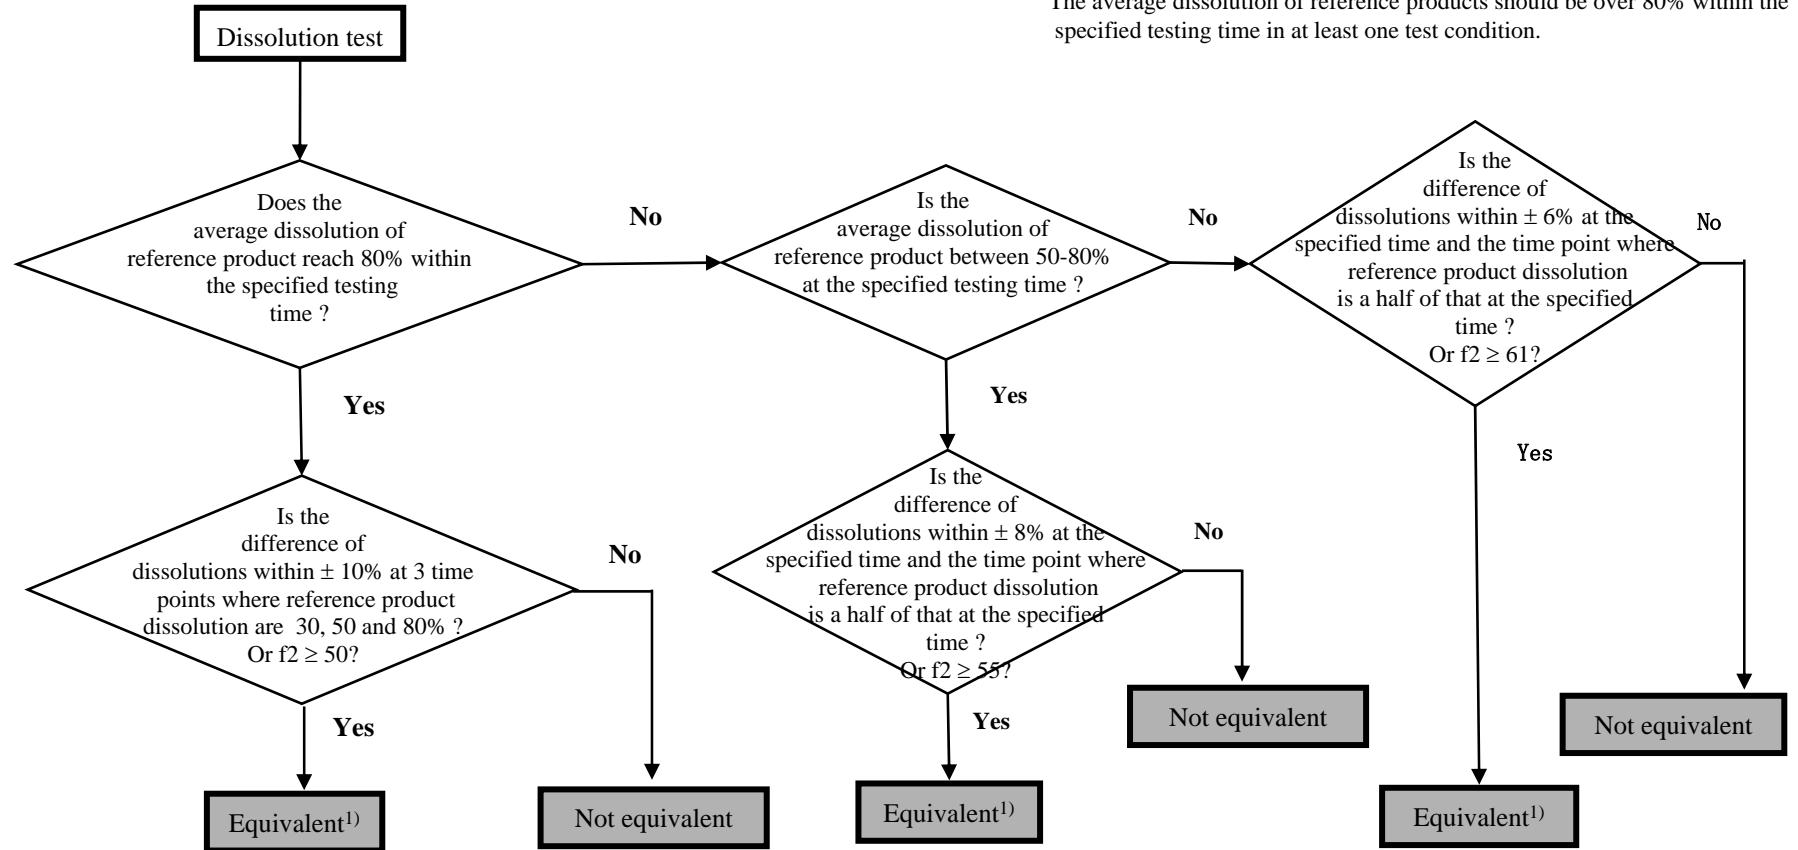 The average dissolution of reference products should be over 80% within the
specified testing time in at least one test condition.
Dissolution test
Does the
average dissolution of
reference product reach 80% within
the specified testing
time ?
No
Is the
average dissolution of
reference product between 50-80%
at the specified testing time ?
No
Is the
difference of
dissolutions within ± 6% at the
specified time and the time point where
reference product dissolution
is a half of that at the specified
time ?
Or f2 ≥ 61?
No
Yes
Yes
Yes
Is the
difference of
dissolutions within ± 10% at 3 time
points where reference product
dissolution are 30, 50 and 80% ?
Or f2 ≥ 50?
No
Is the
difference of
dissolutions within ± 8% at the
specified time and the time point where
reference product dissolution
is a half of that at the specified
time ?
Or f2 ≥ 55?
No
Yes
Yes
Equivalent1)
Not equivalent
Equivalent1)
Not equivalent
Equivalent1)
Not equivalent